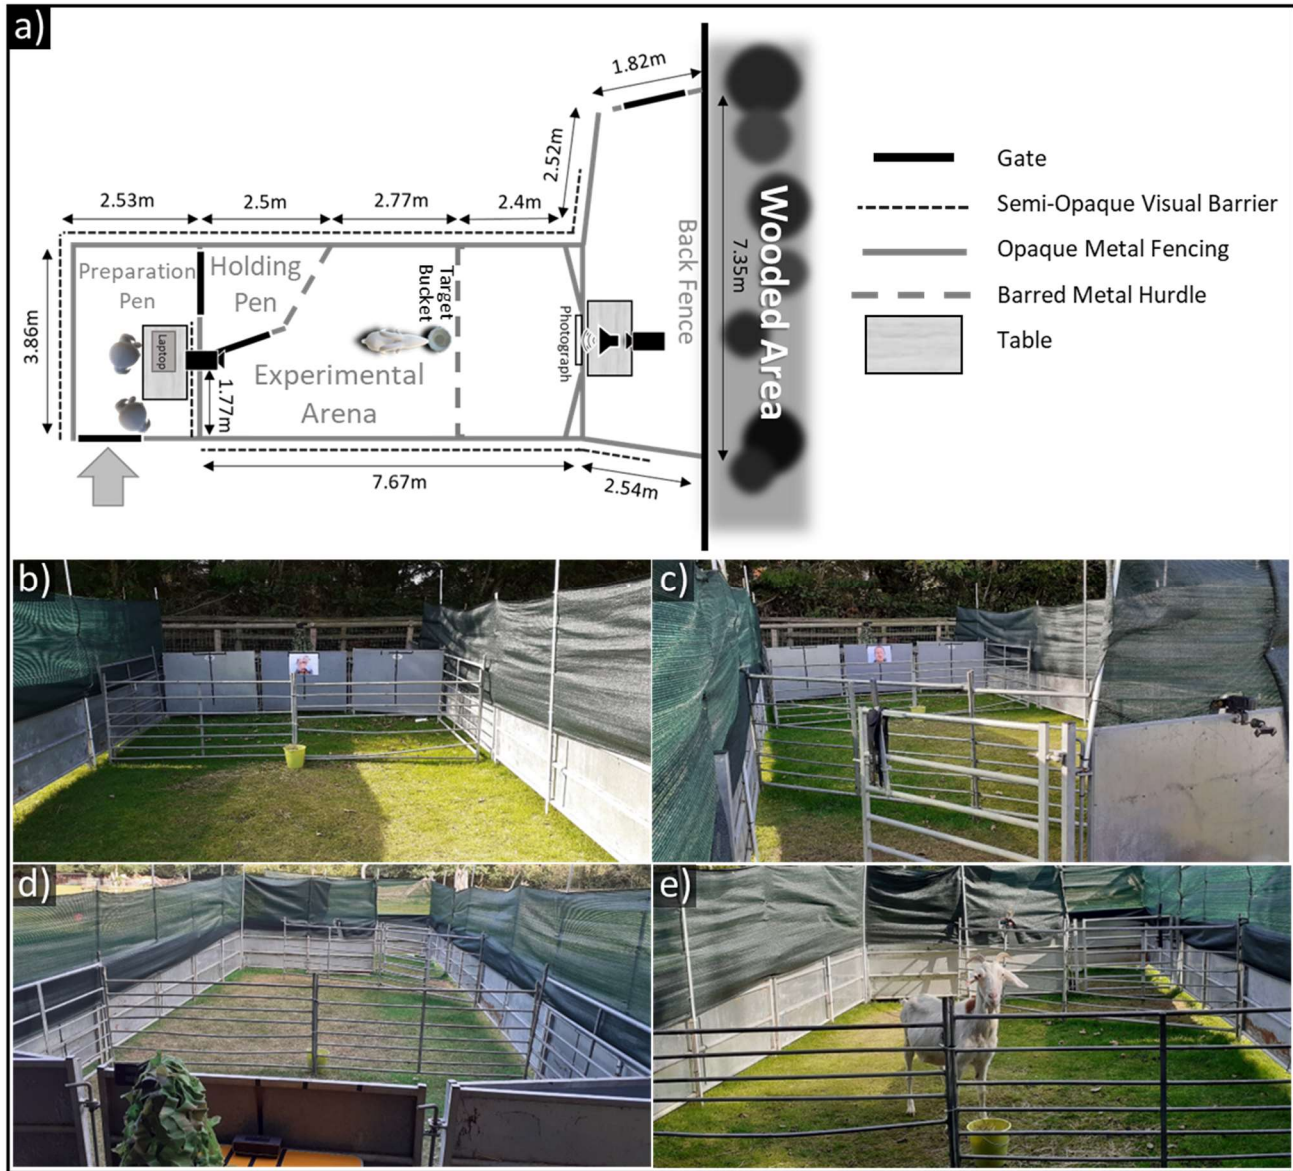 a)
1.82m
2.52m
2.53m
2.5m
2.77m
2.4m
Gate
Semi-Opaque Visual Barrier
Opaque Metal Fencing
Barred Metal Hurdle
Table
Preparation
Pen
Holding
Pen
Target
Bucket
Back Fence
Wooded Area
7.35m
3.86m
Laptop
Photograph
1.77m
Experimental
Arena
7.67m
2.54m
b)
c)
d)
e)